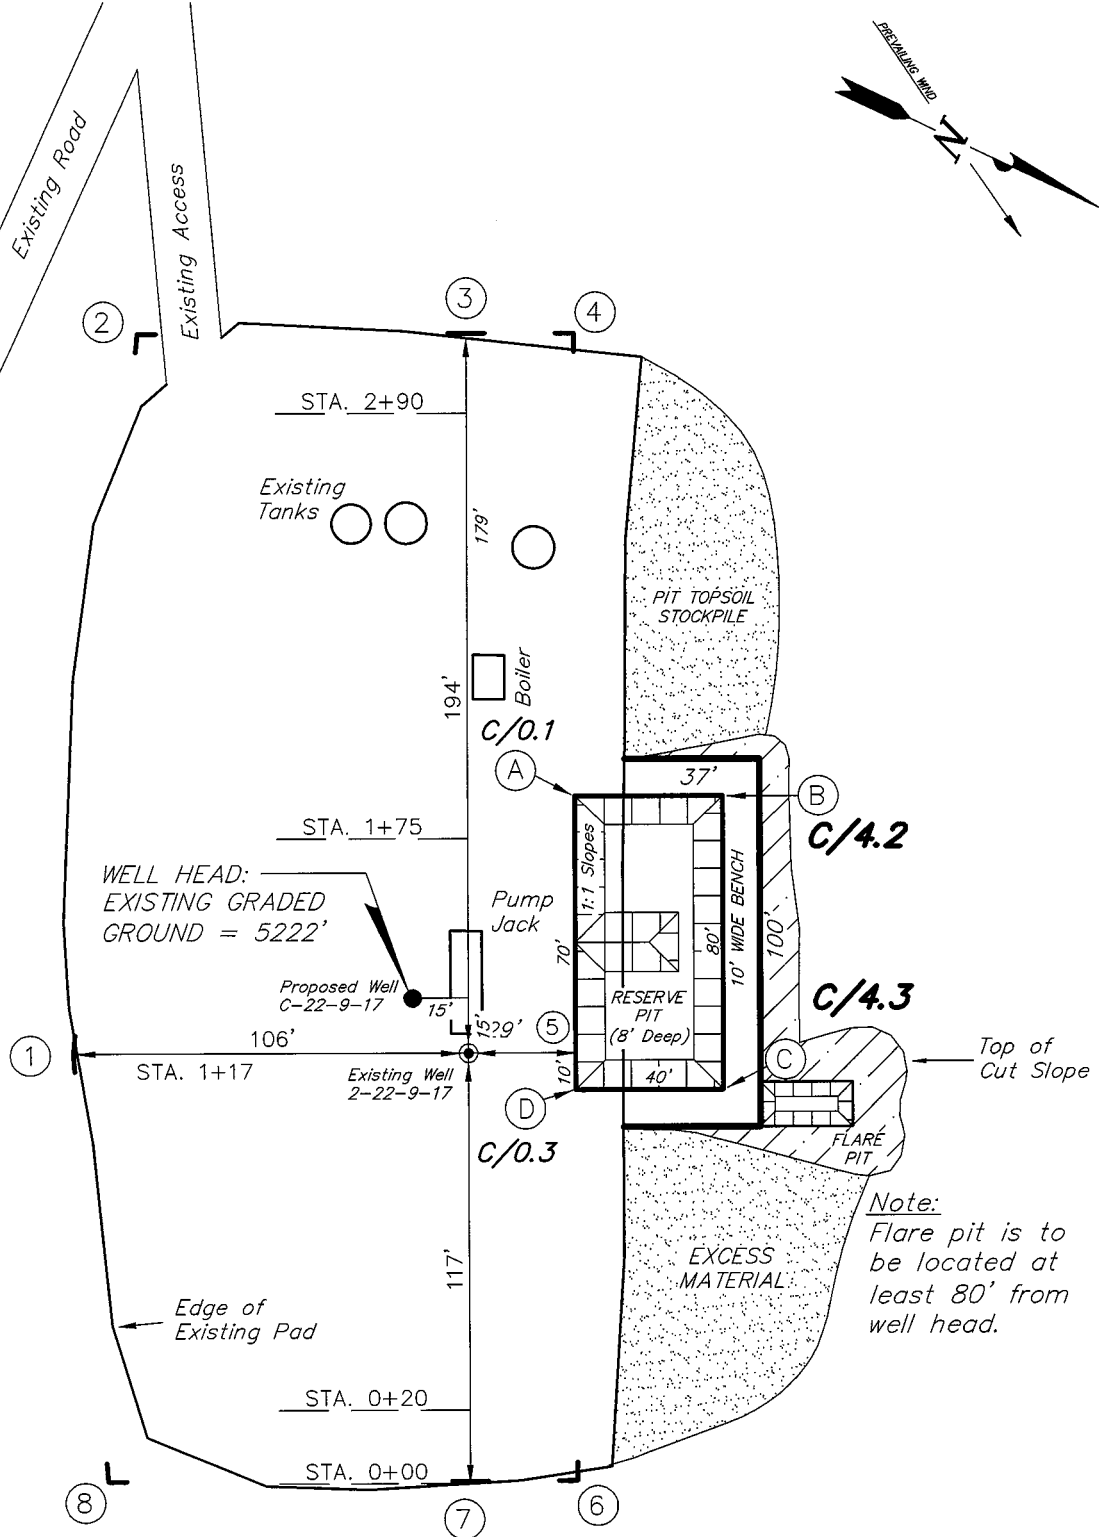 PREVAILING WIND
N
Existing Road
Existing Access
2
3
4
STA. 2+90
Existing
Tanks
179'
PIT TOPSOIL
STOCKPILE
194'
Boiler
C/0.1
A
37'
B
C/4.2
STA. 1+75
1:1 Slopes
WELL HEAD:
EXISTING GRADED
GROUND = 5222'
Pump
Jack
70'
80'
10' WIDE BENCH
100'
Proposed Well
C-22-9-17
15'
15'
29'
5
RESERVE
PIT
(8' Deep)
C/4.3
1
106'
STA. 1+17
Existing Well
2-22-9-17
10'
40'
C
Top of
Cut Slope
D
C/0.3
FLARE
PIT
Note:
Flare pit is to
be located at
least 80' from
well head.
117'
EXCESS
MATERIAL
Edge of
Existing Pad
STA. 0+20
STA. 0+00
8
7
6